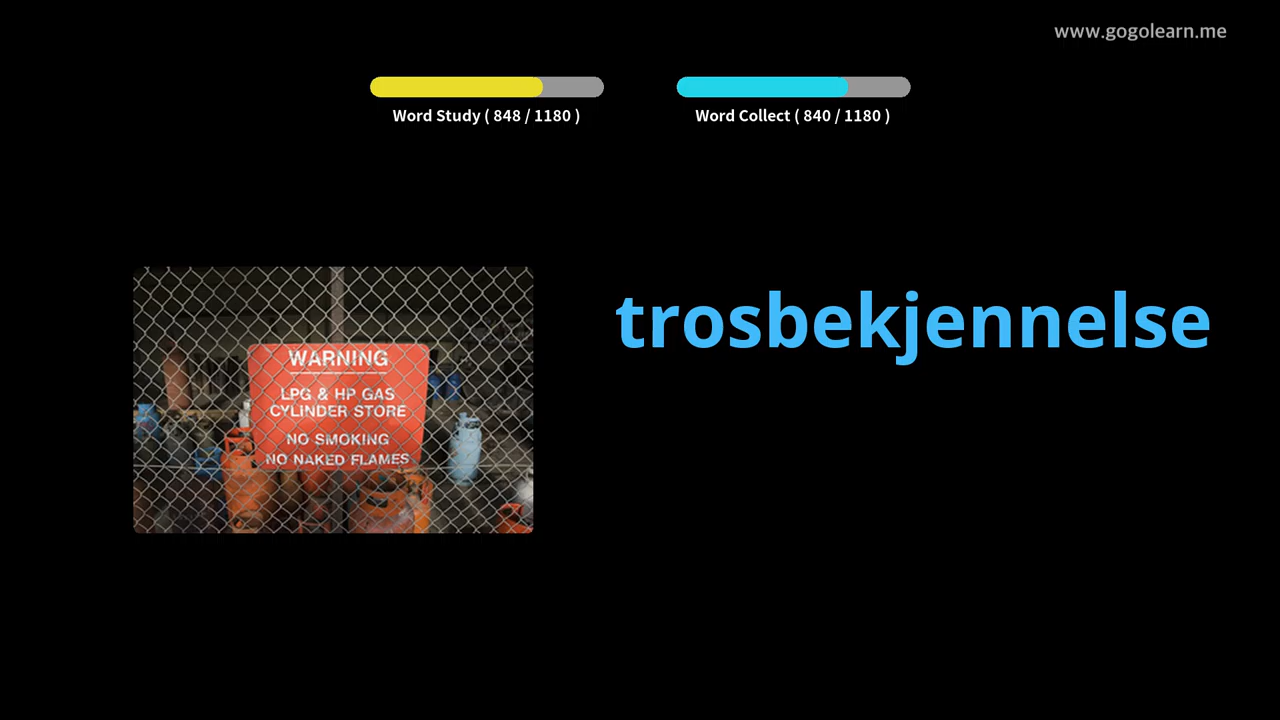 www.gogolearn.me
Word Study ( 848 / 1180 )
Word Collect ( 840 / 1180 )
trosbekjennelse
WARNING
LPG & HP GAS
CYLINDER STORE
NO SMOKING
NO NAKED FLAMES